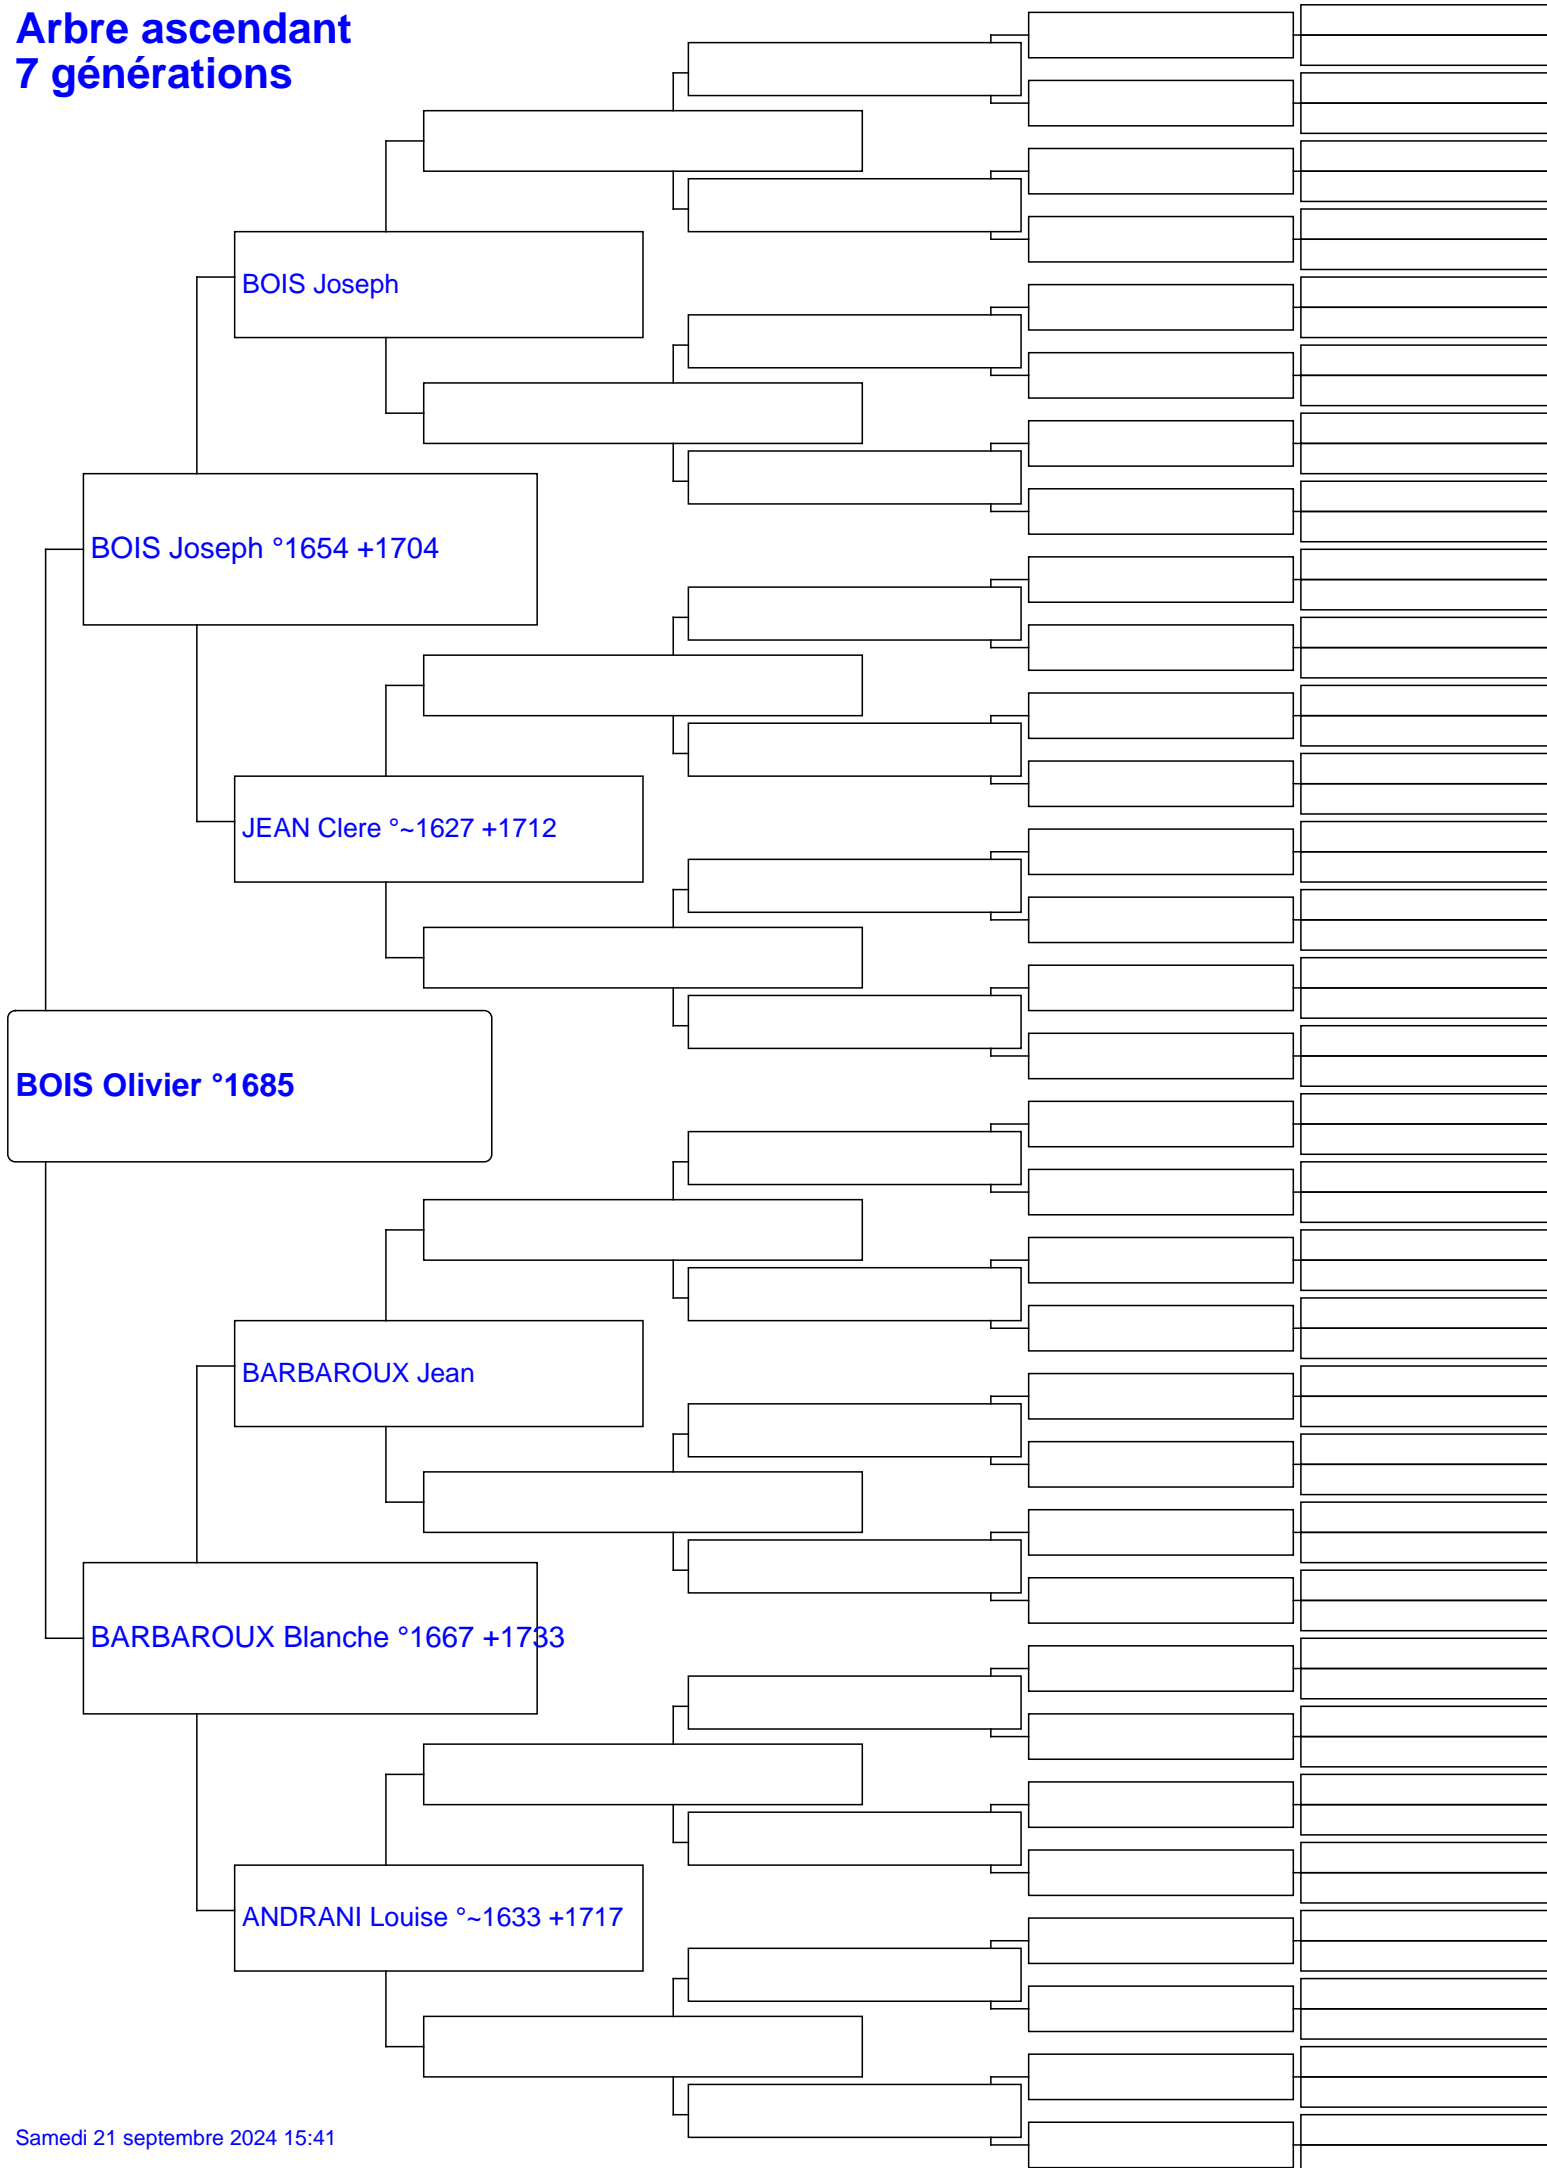 Arbre ascendant
7 générations
BOIS Joseph
BOIS Joseph °1654 +1704
JEAN Clere °~1627 +1712
BOIS Olivier °1685
BARBAROUX Jean
BARBAROUX Blanche °1667 +1733
ANDRANI Louise °~1633 +1717
Samedi 21 septembre 2024 15:41